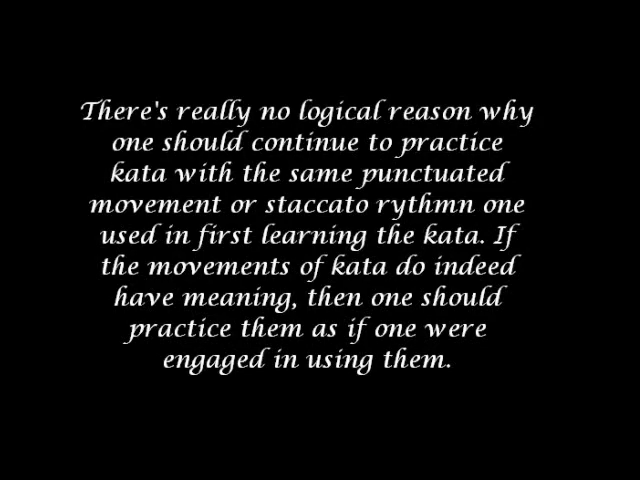 There's really no logical reason why
one should continue to practice
kata with the same punctuated
movement or staccato rythmn one
used in first learning the kata. If
the movements of kata do indeed
have meaning, then one should
practice them as if one were
engaged in using them.